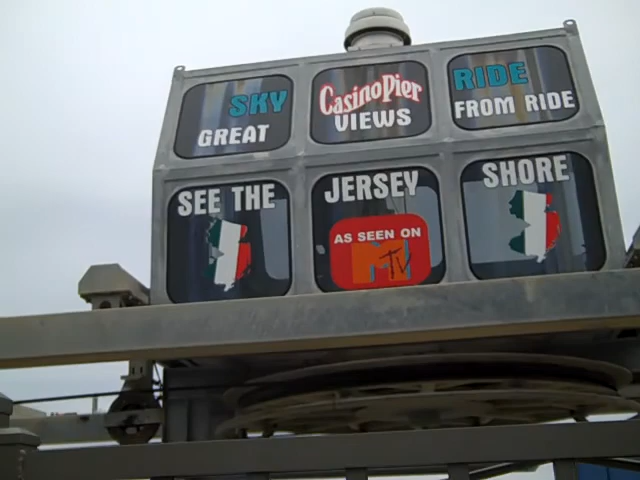 SKY CasinoPier RIDE
GREAT VIEWS FROM RIDE
SEE THE JERSEY SHORE
AS SEEN ON
MTV